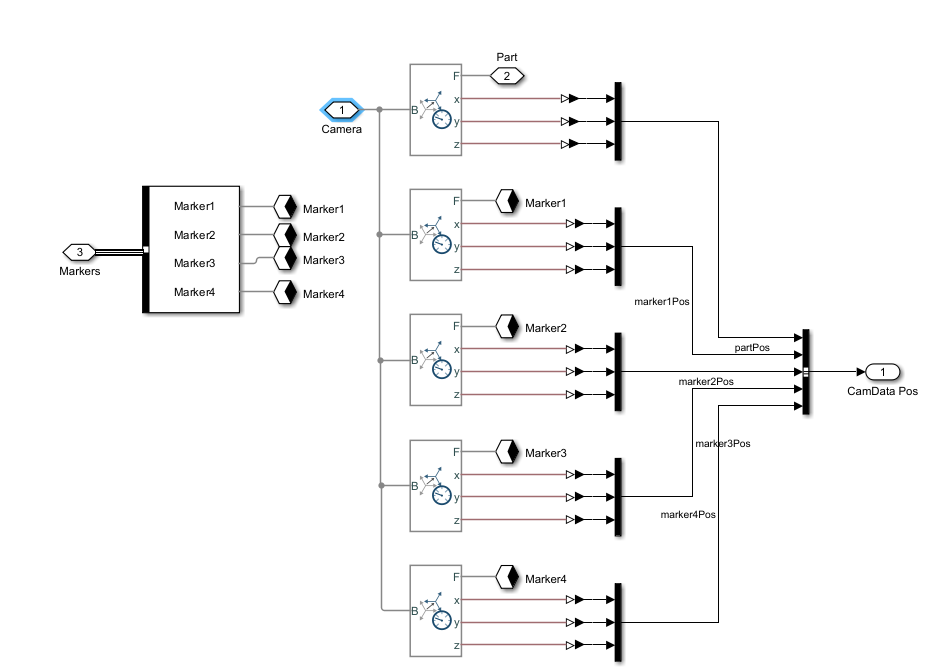 Part
2
F
x
y
z
B
1
Camera
Marker1
Marker2
Marker3
Marker4
Marker1
Marker2
Marker3
Marker4
3
Markers
F
Marker1
x
B
y
z
marker1Pos
F
Marker2
x
B
y
z
partPos
marker2Pos
1
CamData Pos
F
Marker3
x
B
y
z
marker3Pos
marker4Pos
F
Marker4
x
B
y
z